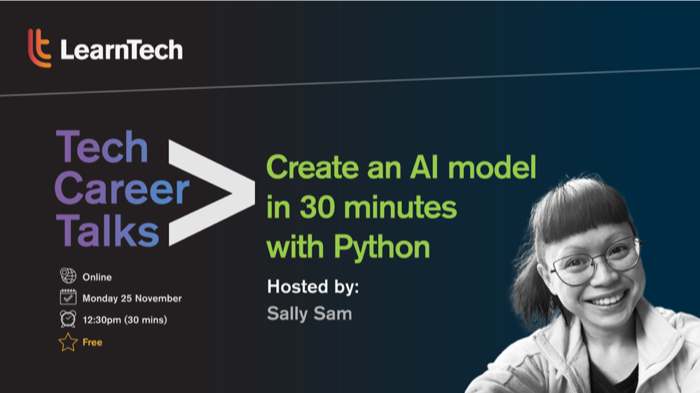 LearnTech
Tech
Career
Talks
>
Create an AI model
in 30 minutes
with Python
Hosted by:
Sally Sam
Online
Monday 25 November
12:30pm (30 mins)
Free